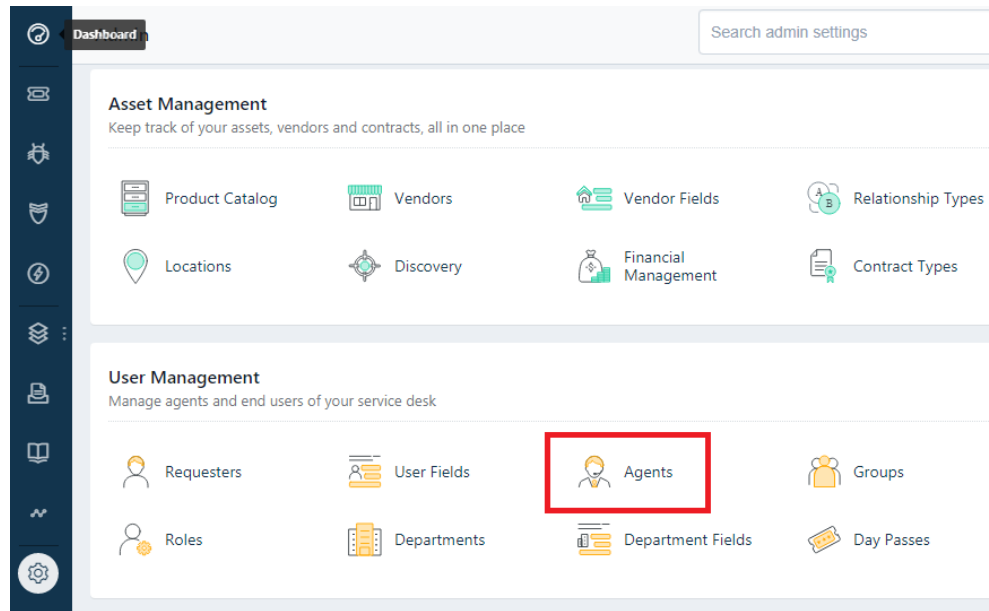 Dashboard
Search admin settings
Asset Management
Keep track of your assets, vendors and contracts, all in one place
Product Catalog
Vendors
Vendor Fields
A
B
Relationship Types
Locations
Discovery
Financial
Management
Contract Types
User Management
Manage agents and end users of your service desk
Requesters
User Fields
Agents
Groups
Roles
Departments
Department Fields
Day Passes